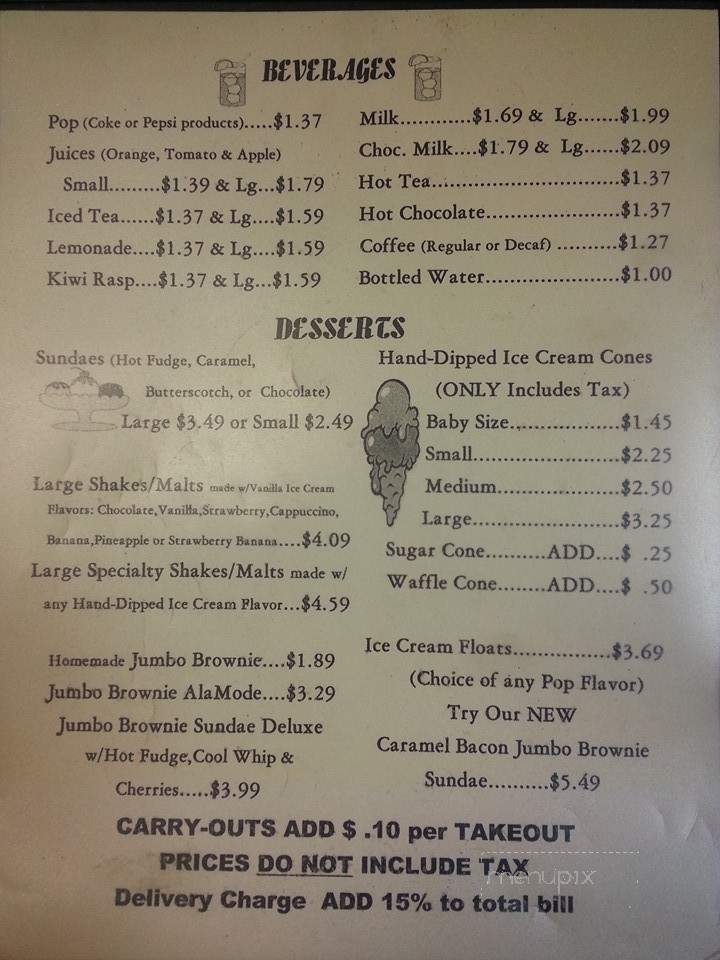 BEVERAGES
Pop (Coke or Pepsi products).....$1.37
Juices (Orange, Tomato & Apple)
Small.........$1.39 & Lg...$1.79
Iced Tea......$1.37 & Lg....$1.59
Lemonade....$1.37 & Lg....$1.59
Kiwi Rasp....$1.37 & Lg...$1.59
Milk............$1.69 & Lg.......$1.99
Choc. Milk....$1.79 & Lg......$2.09
Hot Tea................................$1.37
Hot Chocolate.......................$1.37
Coffee (Regular or Decaf) ..........$1.27
Bottled Water.......................$1.00
DESSERTS
Sundaes (Hot Fudge, Caramel,
Butterscotch, or Chocolate)
Large $3.49 or Small $2.49
Large Shakes/Malts made w/Vanilla Ice Cream
Flavors: Chocolate,Vanilla,Strawberry,Cappuccino,
Banana,Pineapple or Strawberry Banana....$4.09
Large Specialty Shakes/Malts made w/
any Hand-Dipped Ice Cream Flavor...$4.59
Homemade Jumbo Brownie....$1.89
Jumbo Brownie AlaMode....$3.29
Jumbo Brownie Sundae Deluxe
w/Hot Fudge,Cool Whip &
Cherries.....$3.99
Hand-Dipped Ice Cream Cones
(ONLY Includes Tax)
Baby Size...................$1.45
Small.........................$2.25
Medium.....................$2.50
Large.........................$3.25
Sugar Cone..........ADD....$ .25
Waffle Cone........ADD....$ .50
Ice Cream Floats.................$3.69
(Choice of any Pop Flavor)
Try Our NEW
Caramel Bacon Jumbo Brownie
Sundae..........$5.49
CARRY-OUTS ADD $ .10 per TAKEOUT
PRICES DO NOT INCLUDE TAX
menupix
Delivery Charge ADD 15% to total bill